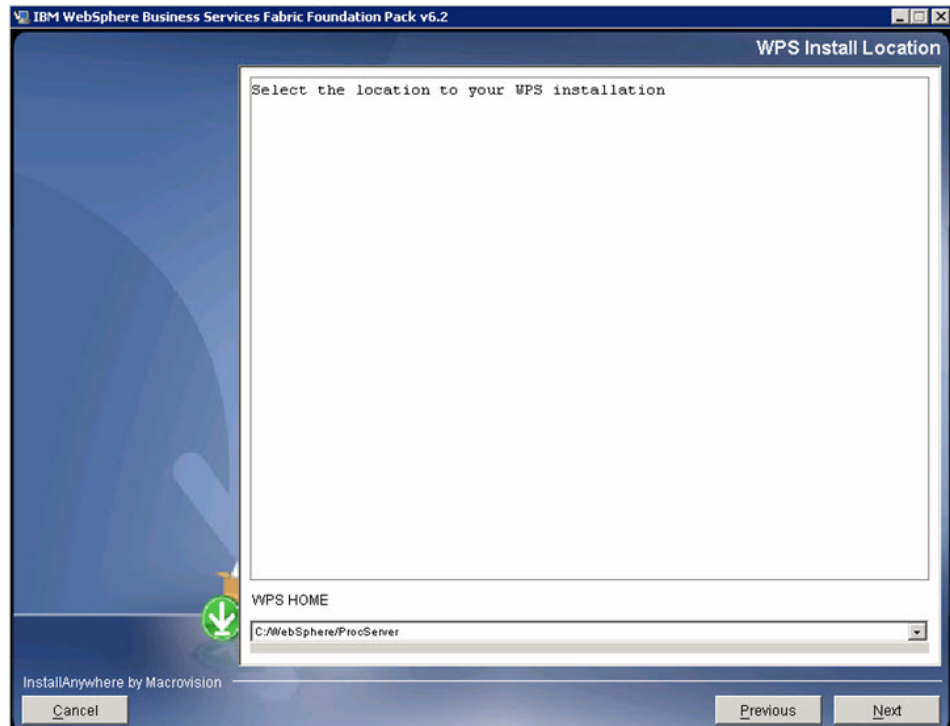 IBM WebSphere Business Services Fabric Foundation Pack v6.2
WPS Install Location
Select the location to your WPS installation
WPS HOME
C:/WebSphere/ProcServer
InstallAnywhere by Macrovision
Cancel
Previous
Next